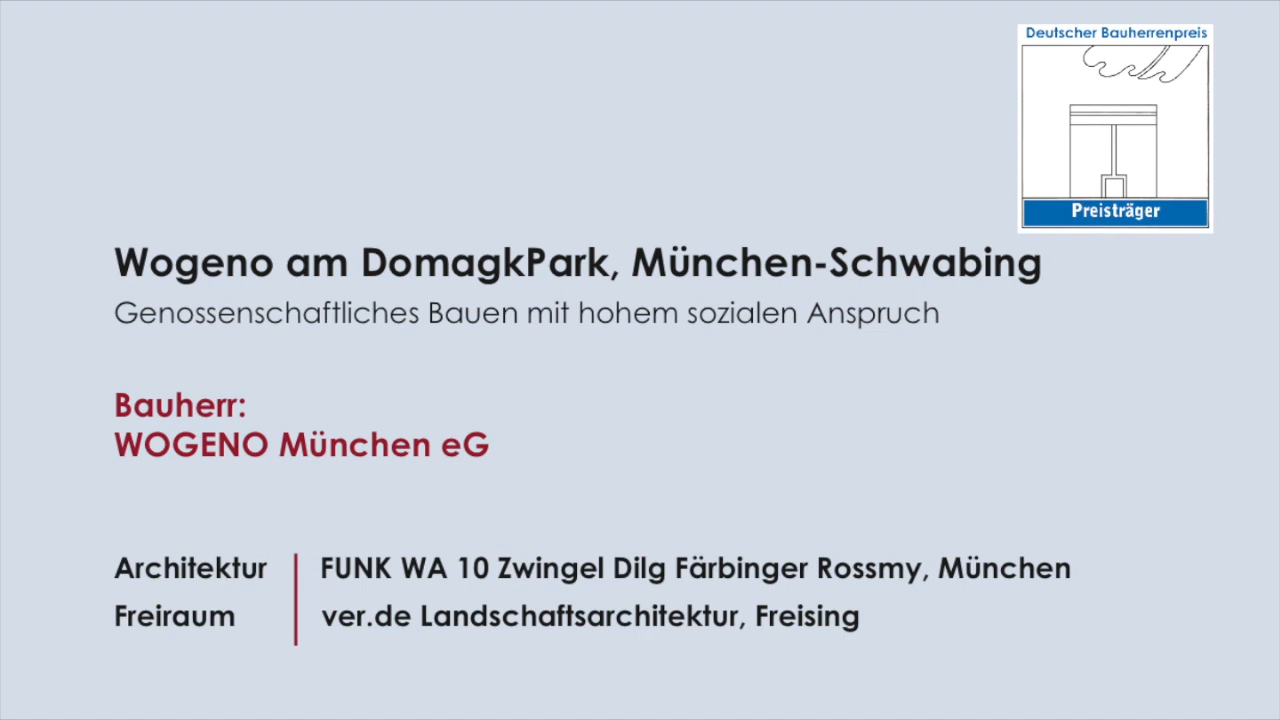 Deutscher Bauherrenpreis
Preisträger
Wogeno am DomagkPark, München-Schwabing
Genossenschaftliches Bauen mit hohem sozialen Anspruch
Bauherr:
WOGENO München eG
Architektur FUNK WA 10 Zwingel Dilg Färbinger Rossmy, München
Freiraum ver.de Landschaftsarchitektur, Freising